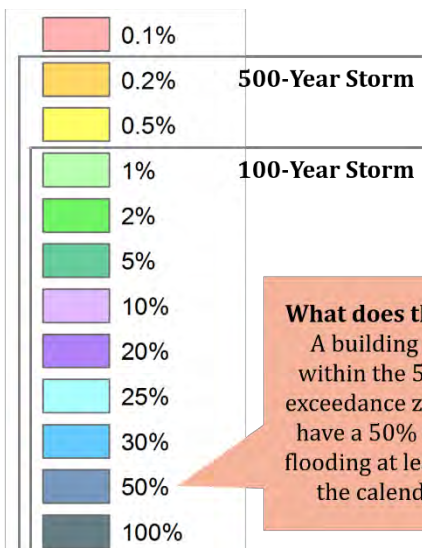 0.1%
0.2% 500-Year Storm
0.5%
1% 100-Year Storm
2%
5%
10%
20%
25%
30%
50%
100%
What does th
A building
within the 5
exceedance z
have a 50%
flooding at le
the calend